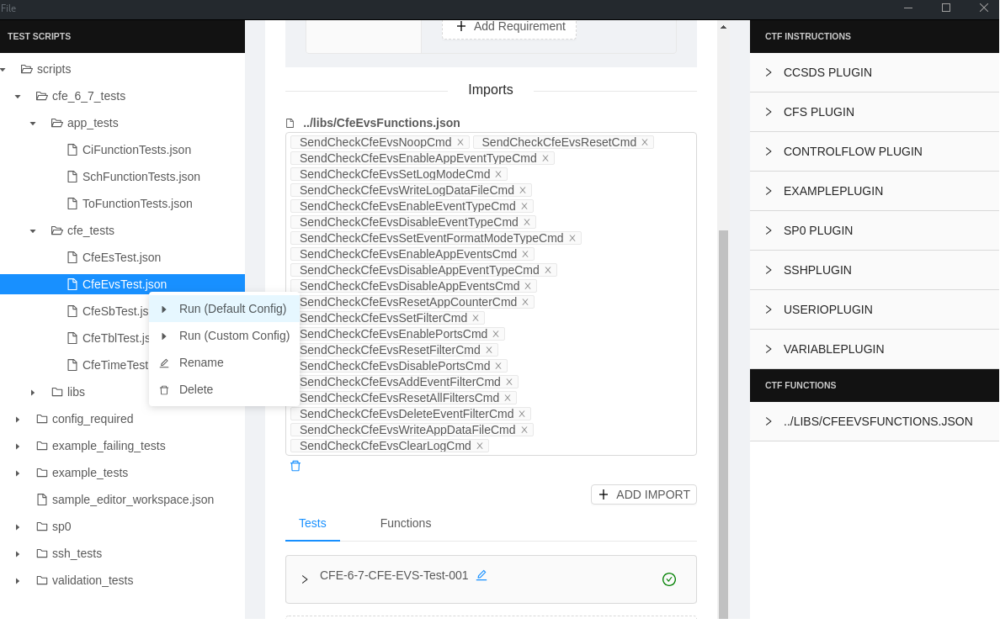 File
TEST SCRIPTS
scripts
cfe_6_7_tests
app_tests
CiFunctionTests.json
SchFunctionTests.json
ToFunctionTests.json
cfe_tests
CfeEsTest.json
CfeEvsTest.json
CfeSbTest.js
CfeTblTest.js
CfeTimeTest
libs
config_required
example_failing_tests
example_tests
sample_editor_workspace.json
sp0
ssh_tests
validation_tests
Run (Default Config)
Run (Custom Config)
Rename
Delete
+ Add Requirement
Imports
../libs/CfeEvsFunctions.json
SendCheckCfeEvsNoopCmd × SendCheckCfeEvsResetCmd ×
SendCheckCfeEvsEnableAppEventTypeCmd ×
SendCheckCfeEvsSetLogModeCmd ×
SendCheckCfeEvsWriteLogDataFileCmd ×
SendCheckCfeEvsEnableEventTypeCmd ×
SendCheckCfeEvsDisableEventTypeCmd ×
SendCheckCfeEvsSetEventFormatModeTypeCmd ×
SendCheckCfeEvsEnableAppEventsCmd ×
SendCheckCfeEvsDisableAppEventTypeCmd ×
SendCheckCfeEvsDisableAppEventsCmd ×
SendCheckCfeEvsResetAppCounterCmd ×
SendCheckCfeEvsSetFilterCmd ×
SendCheckCfeEvsEnablePortsCmd ×
SendCheckCfeEvsResetFilterCmd ×
SendCheckCfeEvsDisablePortsCmd ×
SendCheckCfeEvsAddEventFilterCmd ×
SendCheckCfeEvsResetAllFiltersCmd ×
SendCheckCfeEvsDeleteEventFilterCmd ×
SendCheckCfeEvsWriteAppDataFileCmd ×
SendCheckCfeEvsClearLogCmd ×
+ ADD IMPORT
Tests Functions
CFE-6-7-CFE-EVS-Test-001
CTF INSTRUCTIONS
CCSDS PLUGIN
CFS PLUGIN
CONTROLFLOW PLUGIN
EXAMPLEPLUGIN
SP0 PLUGIN
SSHPLUGIN
USERIOPLUGIN
VARIABLEPLUGIN
CTF FUNCTIONS
../LIBS/CFEEVSFUNCTIONS.JSON